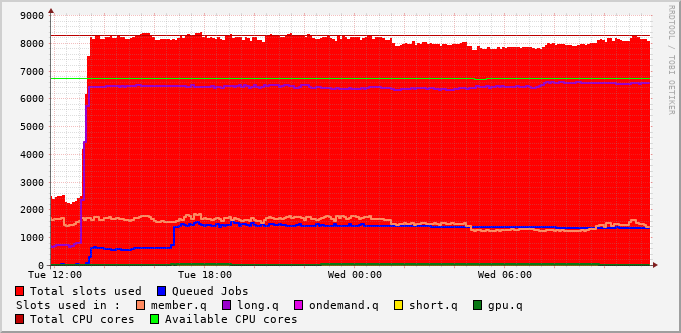 9000
8000
7000
6000
5000
4000
3000
2000
1000
0
Tue 12:00 Tue 18:00 Wed 00:00 Wed 06:00
Total slots used Queued Jobs
Slots used in : member.q long.q ondemand.q short.q gpu.q
Total CPU cores Available CPU cores
RRDTOOL / TOBI OETIKER